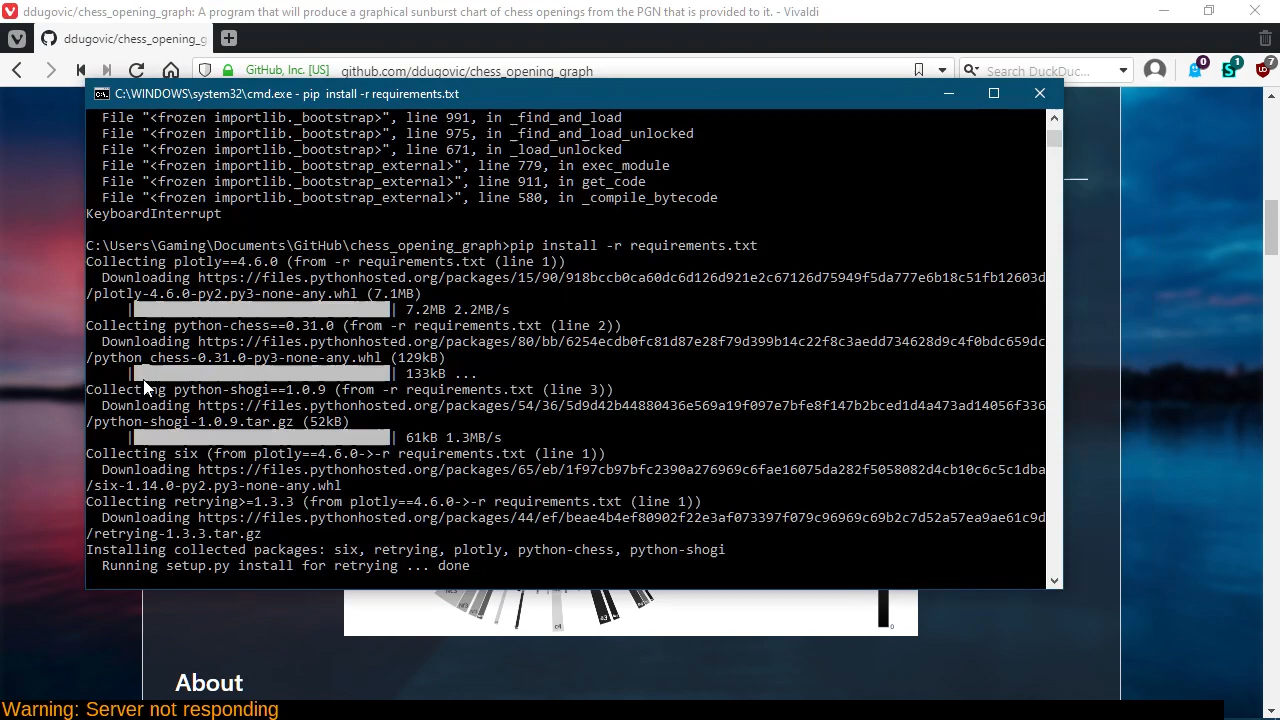 ddugovic/chess_opening_graph: A program that will produce a graphical sunburst chart of chess openings from the PGN that is provided to it. - Vivaldi
ddugovic/chess_opening_g
GitHub, Inc. [US]
github.com/ddugovic/chess_opening_graph
Search DuckDuc...
0
1
7
C:\WINDOWS\system32\cmd.exe - pip  install -r requirements.txt
File "<frozen importlib._bootstrap>", line 991, in _find_and_load
File "<frozen importlib._bootstrap>", line 975, in _find_and_load_unlocked
File "<frozen importlib._bootstrap>", line 671, in _load_unlocked
File "<frozen importlib._bootstrap_external>", line 779, in exec_module
File "<frozen importlib._bootstrap_external>", line 911, in get_code
File "<frozen importlib._bootstrap_external>", line 580, in _compile_bytecode
KeyboardInterrupt
C:\Users\Gaming\Documents\GitHub\chess_opening_graph>pip install -r requirements.txt
Collecting plotly==4.6.0 (from -r requirements.txt (line 1))
Downloading https://files.pythonhosted.org/packages/15/90/918bccb0ca60dc6d126d921e2c67126d75949f5da777e6b18c51fb12603d
/plotly-4.6.0-py2.py3-none-any.whl (7.1MB)
| | 7.2MB 2.2MB/s
Collecting python-chess==0.31.0 (from -r requirements.txt (line 2))
Downloading https://files.pythonhosted.org/packages/80/bb/6254ecdb0fc81d87e28f79d399b14c22f8c3aedd734628d9c4f0bdc659dc
/python_chess-0.31.0-py3-none-any.whl (129kB)
| | 133kB ...
Collecting python-shogi==1.0.9 (from -r requirements.txt (line 3))
Downloading https://files.pythonhosted.org/packages/54/36/5d9d42b44880436e569a19f097e7bfe8f147b2bced1d4a473ad14056f336
/python-shogi-1.0.9.tar.gz (52kB)
| | 61kB 1.3MB/s
Collecting six (from plotly==4.6.0->-r requirements.txt (line 1))
Downloading https://files.pythonhosted.org/packages/65/eb/1f97cb97bfc2390a276969c6fae16075da282f5058082d4cb10c6c5c1dba
/six-1.14.0-py2.py3-none-any.whl
Collecting retrying>=1.3.3 (from plotly==4.6.0->-r requirements.txt (line 1))
Downloading https://files.pythonhosted.org/packages/44/ef/beae4b4ef80902f22e3af073397f079c96969c69b2c7d52a57ea9ae61c9d
/retrying-1.3.3.tar.gz
Installing collected packages: six, retrying, plotly, python-chess, python-shogi
Running setup.py install for retrying ... done
c4
a3
0
About
Warning: Server not responding